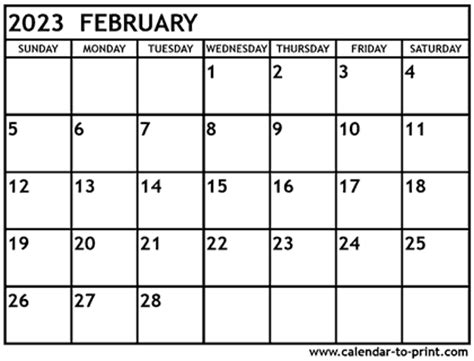 2023 FEBRUARY
SUNDAY MONDAY TUESDAY WEDNESDAY THURSDAY FRIDAY SATURDAY
1 2 3 4
5 6 7 8 9 10 11
12 13 14 15 16 17 18
19 20 21 22 23 24 25
26 27 28
www.calendar-to-print.com